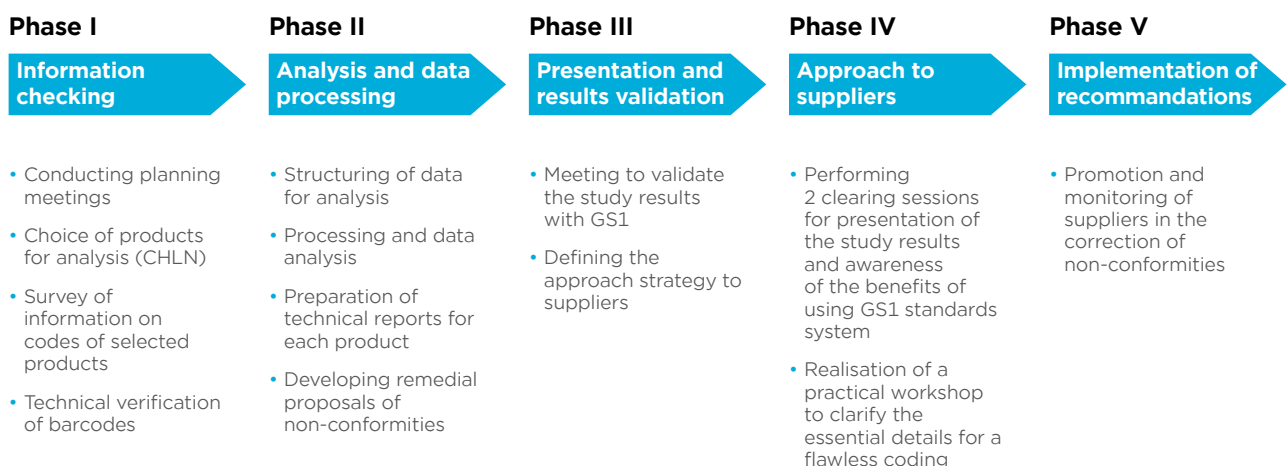 Phase I
Information
checking
• Conducting planning
meetings
• Choice of products
for analysis (CHLN)
• Survey of
information on
codes of selected
products
• Technical verification
of barcodes
Phase II
Analysis and data
processing
• Structuring of data
for analysis
• Processing and data
analysis
• Preparation of
technical reports for
each product
• Developing remedial
proposals of
non-conformities
Phase III
Presentation and
results validation
• Meeting to validate
the study results
with GS1
• Defining the
approach strategy to
suppliers
Phase IV
Approach to
suppliers
• Performing
2 clearing sessions
for presentation of
the study results
and awareness
of the benefits of
using GS1 standards
system
• Realisation of a
practical workshop
to clarify the
essential details for a
flawless coding
Phase V
Implementation of
recommandations
• Promotion and
monitoring of
suppliers in the
correction of
non-conformities